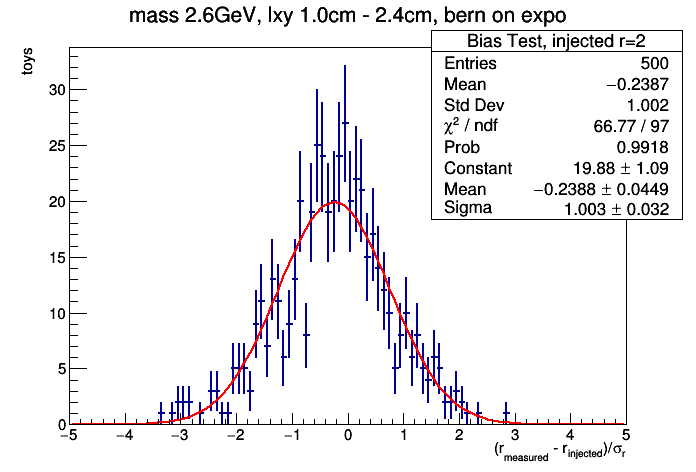 mass 2.6GeV, lxy 1.0cm - 2.4cm, bern on expo
toys
Bias Test, injected r=2
Entries 500
Mean −0.2387
Std Dev 1.002
χ² / ndf 66.77 / 97
Prob 0.9918
Constant 19.88 ± 1.09
Mean −0.2388 ± 0.0449
Sigma 1.003 ± 0.032
30
25
20
15
10
5
0
−5 −4 −3 −2 −1 0 1 2 3 4 5
(r_measured - r_injected)/σ_r